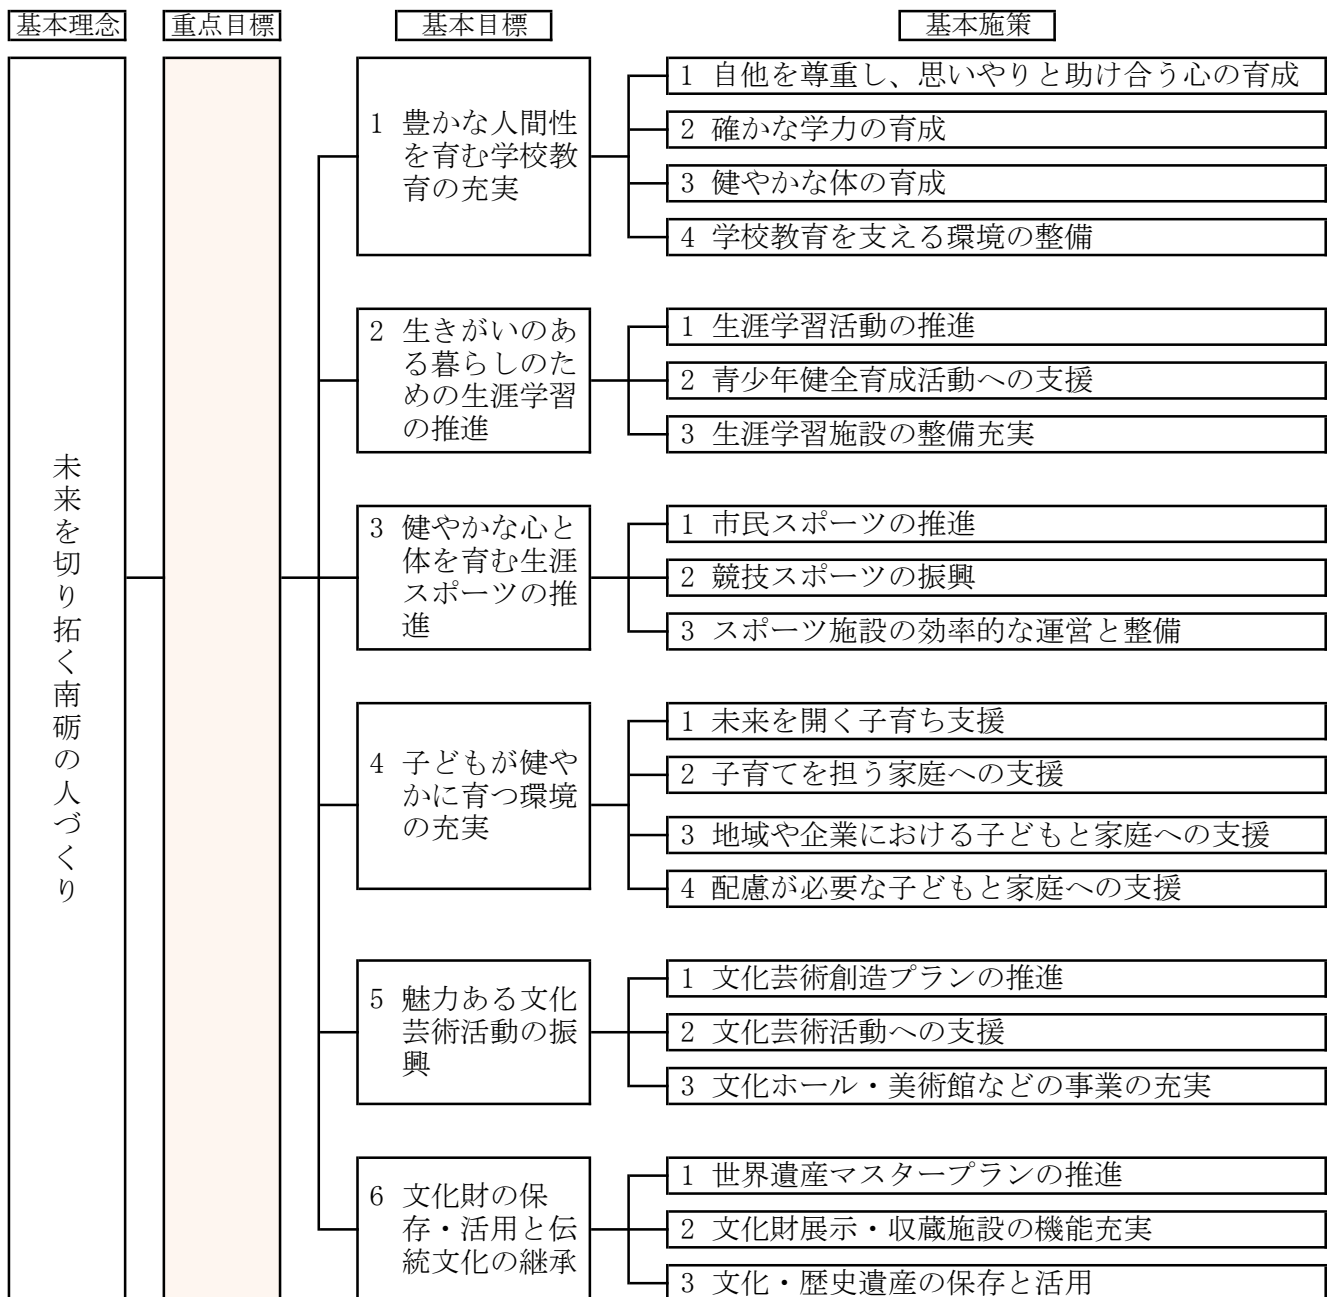 基本理念
重点目標
基本目標
基本施策
未来を切り拓く南砺の人づくり
1 豊かな人間性
を育む学校教
育の充実
1 自他を尊重し、思いやりと助け合う心の育成
2 確かな学力の育成
3 健やかな体の育成
4 学校教育を支える環境の整備
2 生きがいのあ
る暮らしのた
めの生涯学習
の推進
1 生涯学習活動の推進
2 青少年健全育成活動への支援
3 生涯学習施設の整備充実
3 健やかな心と
体を育む生涯
スポーツの推
進
1 市民スポーツの推進
2 競技スポーツの振興
3 スポーツ施設の効率的な運営と整備
4 子どもが健や
かに育つ環境
の充実
1 未来を開く子育ち支援
2 子育てを担う家庭への支援
3 地域や企業における子どもと家庭への支援
4 配慮が必要な子どもと家庭への支援
5 魅力ある文化
芸術活動の振
興
1 文化芸術創造プランの推進
2 文化芸術活動への支援
3 文化ホール・美術館などの事業の充実
6 文化財の保
存・活用と伝
統文化の継承
1 世界遺産マスタープランの推進
2 文化財展示・収蔵施設の機能充実
3 文化・歴史遺産の保存と活用